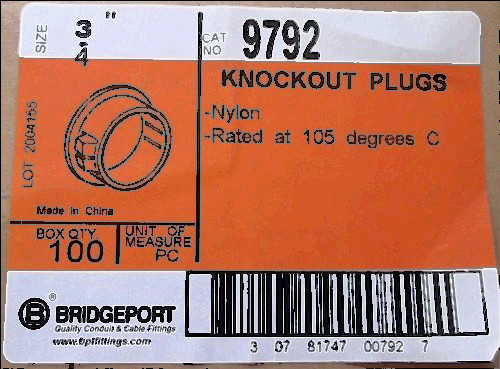 SIZE
3"
4
CAT
NO.
9792
KNOCKOUT PLUGS
-Nylon
-Rated at 105 degrees C
LOT 2004155
Made in China
BOX QTY
100
UNIT OF
MEASURE
PC
B BRIDGEPORT®
Quality Conduit & Cable Fittings
www.bptfittings.com
3 07 81747 00792 7